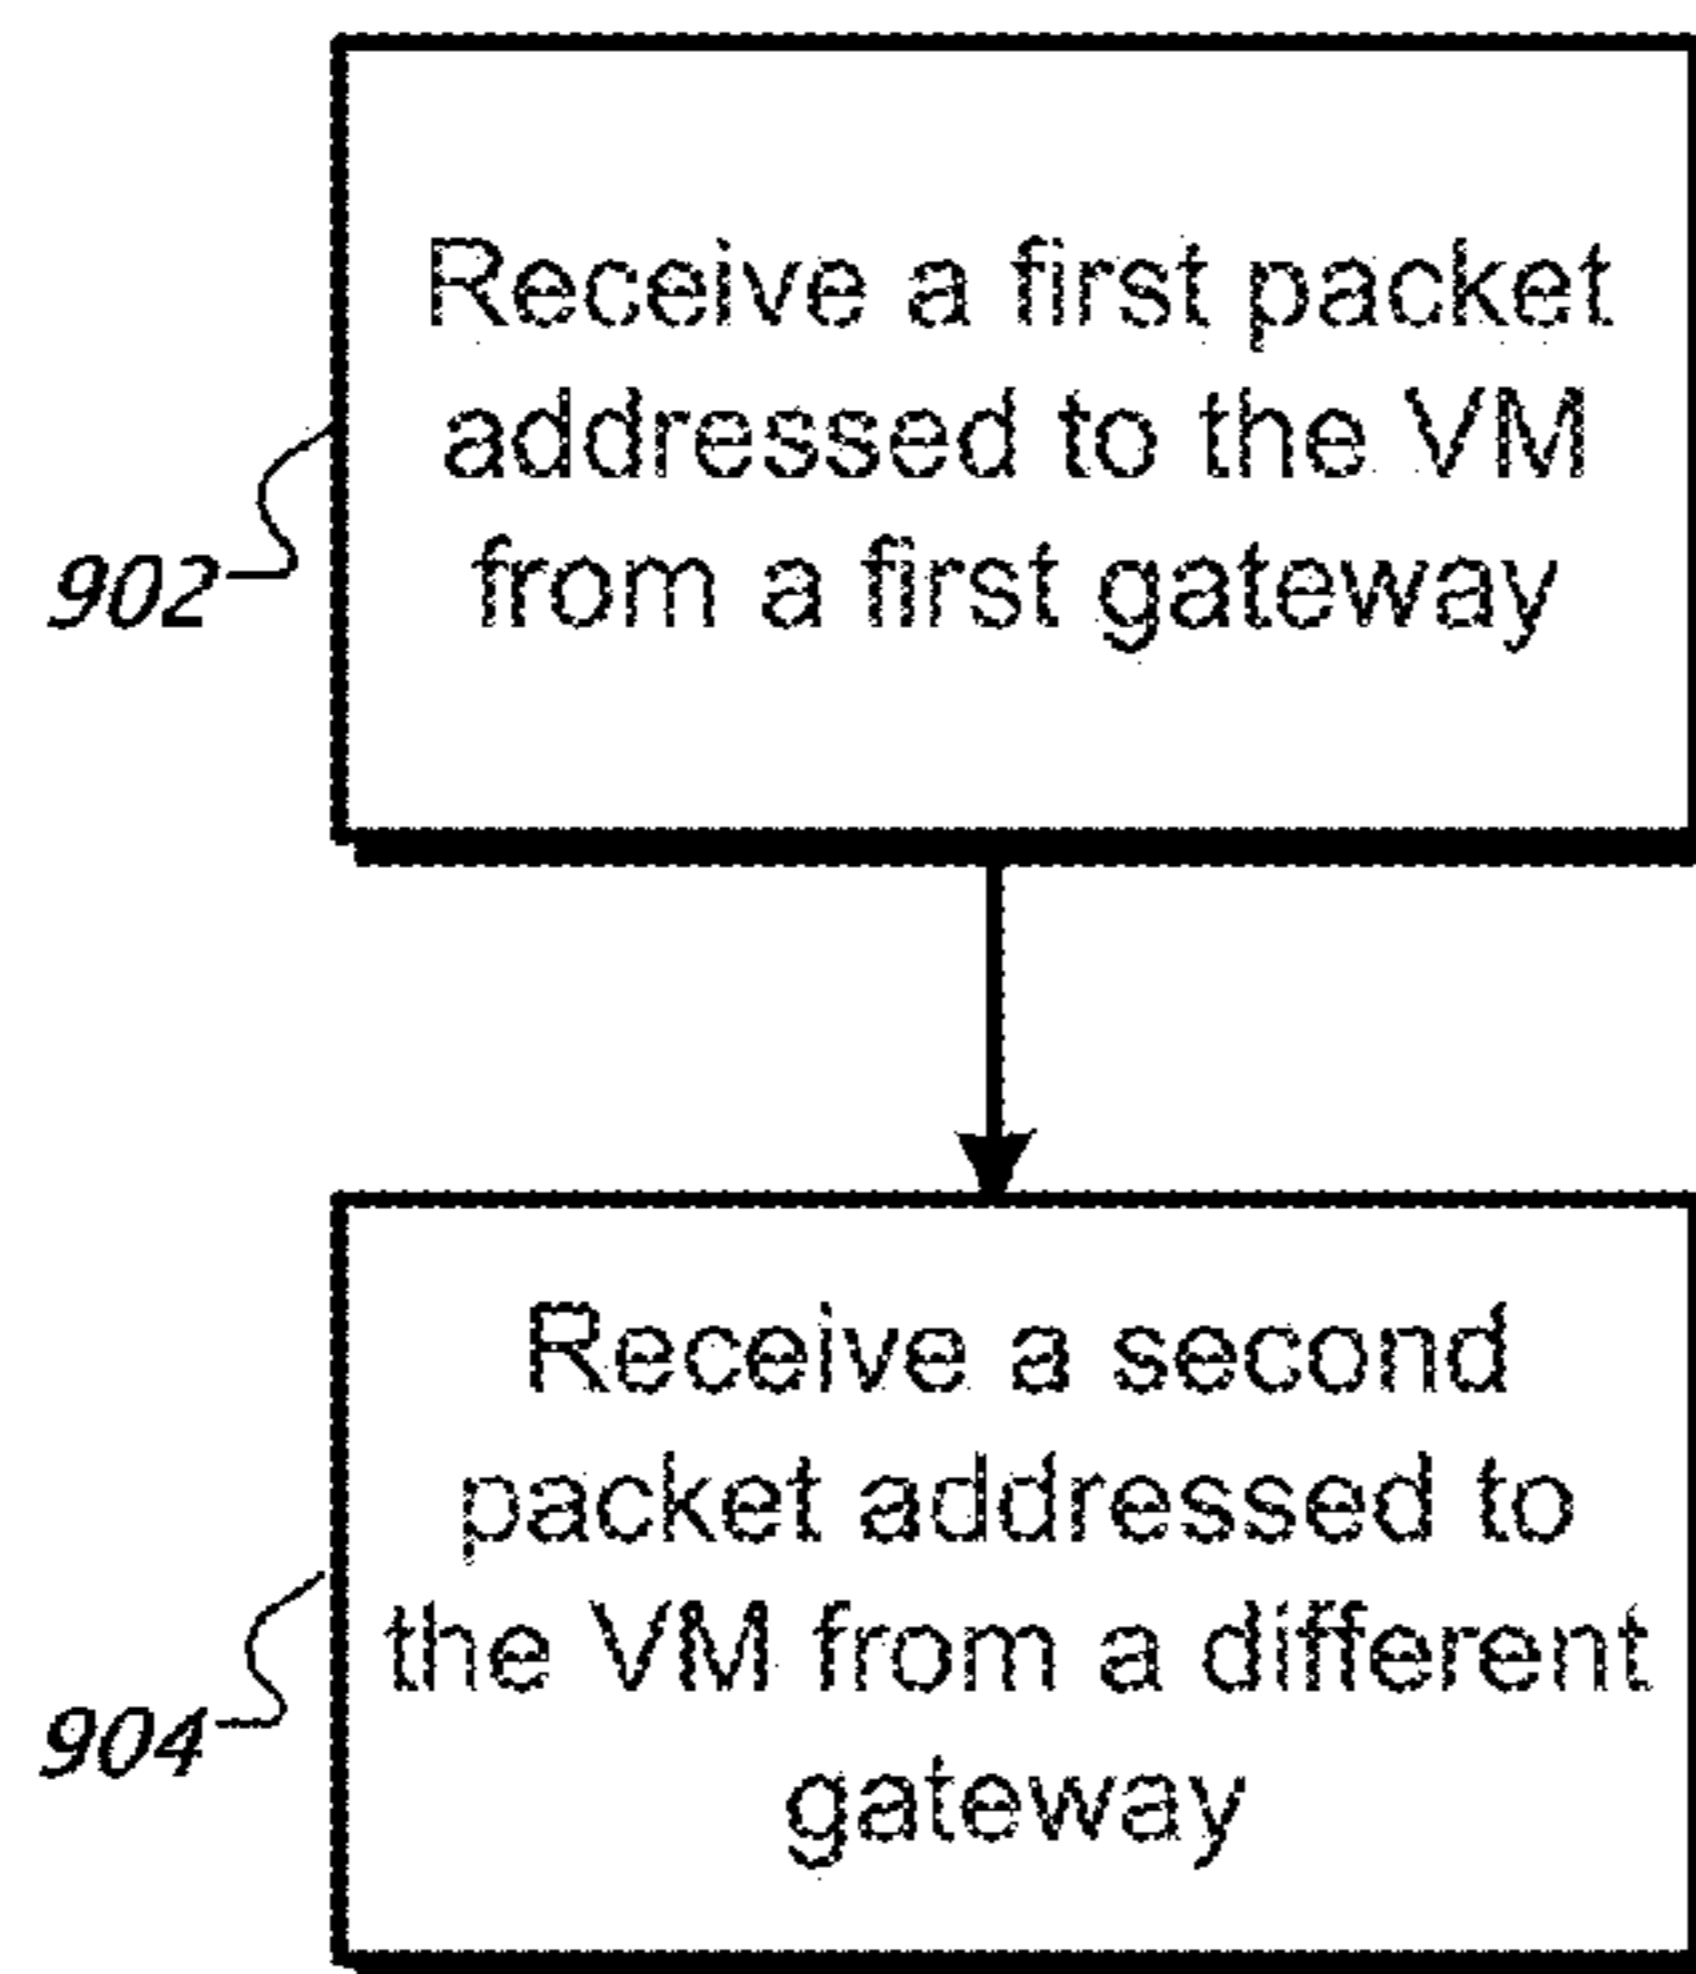 Receive a first packet
addressed to the VM
from a first gateway
902
Receive a second
packet addressed to
the VM from a different
gateway
904